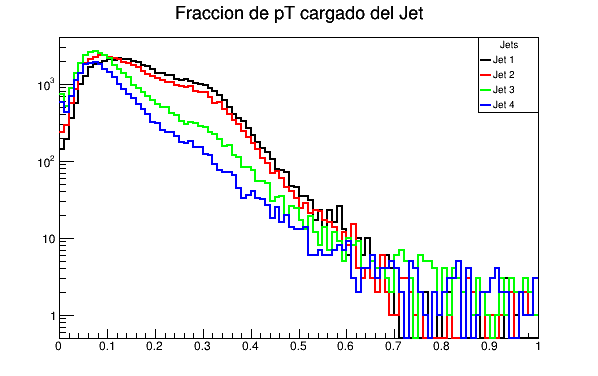 Fraccion de pT cargado del Jet
Jets
Jet 1
Jet 2
Jet 3
Jet 4
10³
10²
10
1
0 0.1 0.2 0.3 0.4 0.5 0.6 0.7 0.8 0.9 1